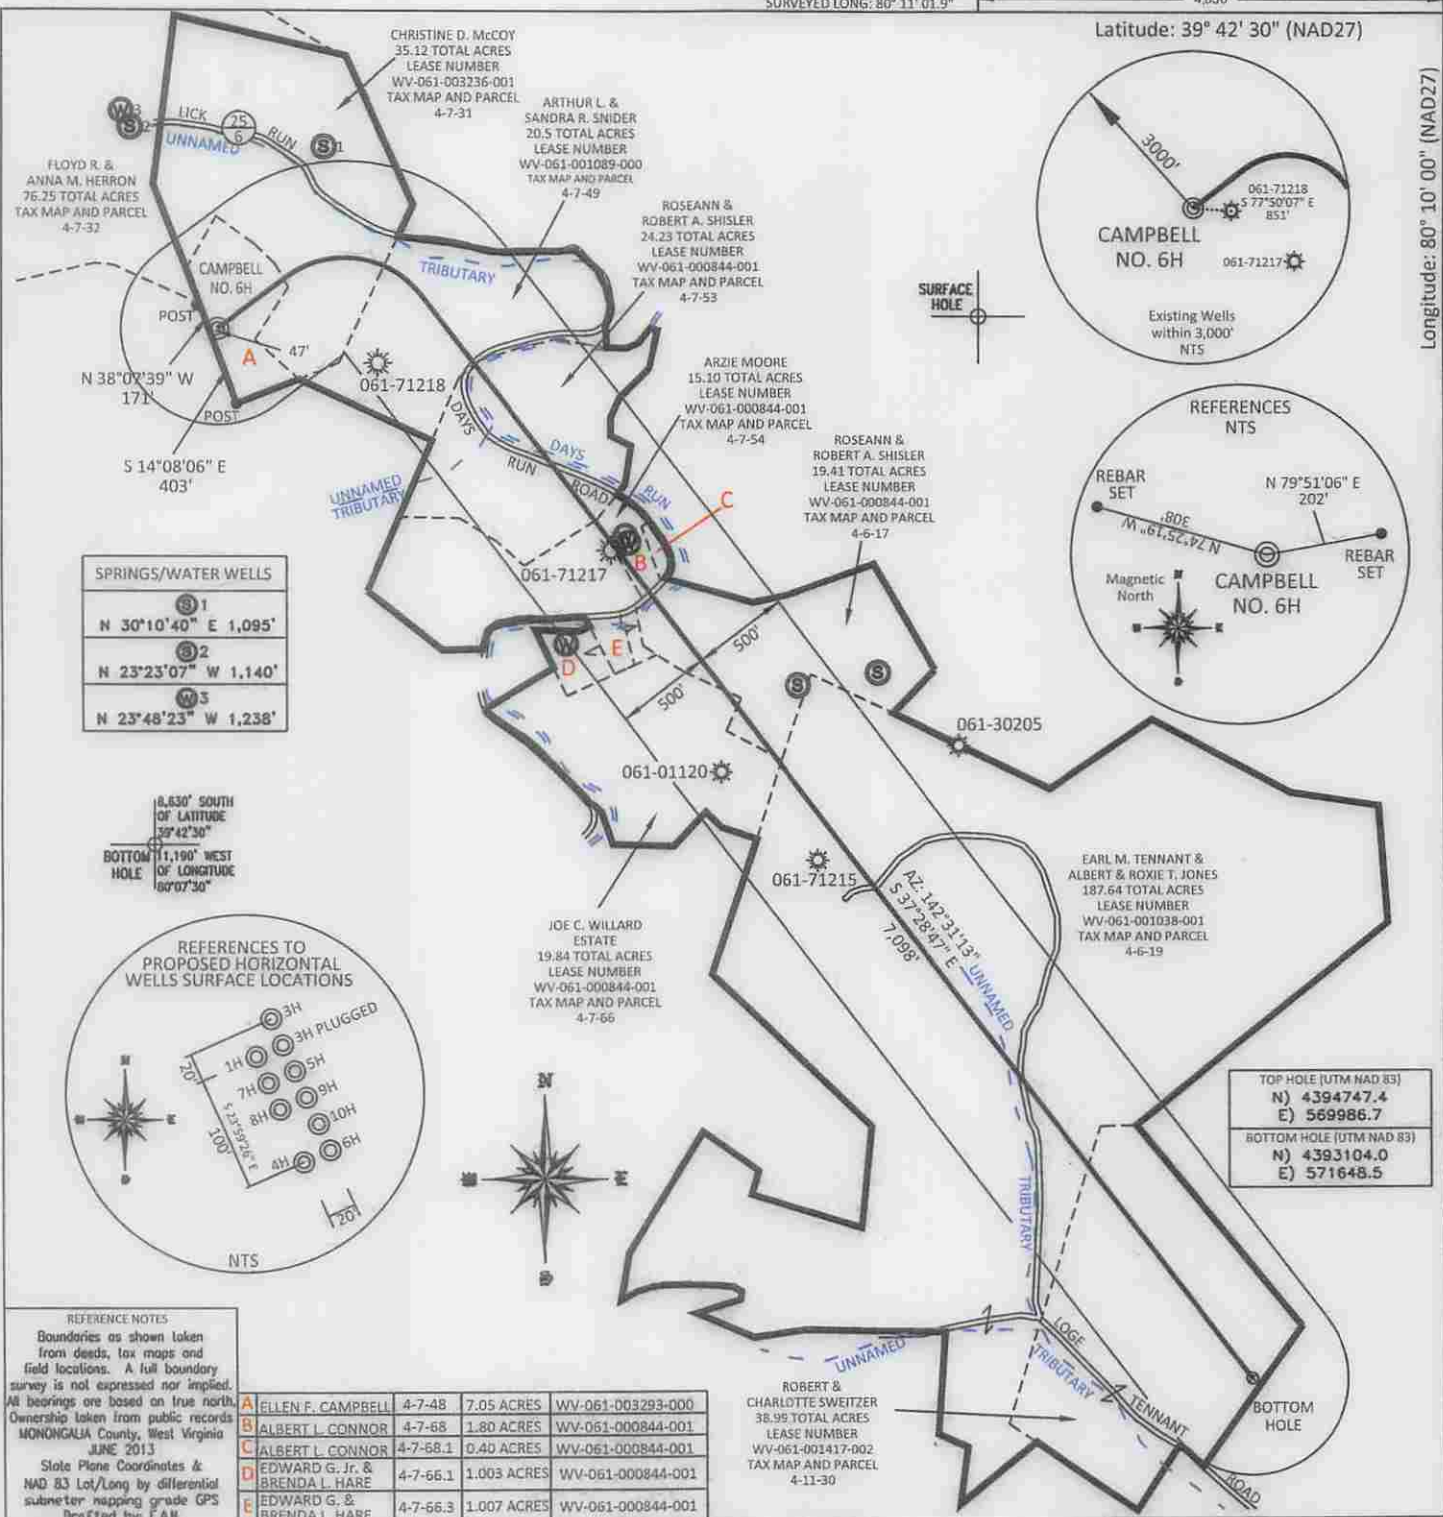 SURVEYED LONG: 80° 11' 01.9"
Latitude: 39° 42' 30" (NAD27)
Longitude: 80° 10' 00" (NAD27)
CHRISTINE D. McCOY
35.12 TOTAL ACRES
LEASE NUMBER
WV-061-003236-001
TAX MAP AND PARCEL
4-7-31
ARTHUR L. &
SANDRA R. SNIDER
20.5 TOTAL ACRES
LEASE NUMBER
WV-061-001089-000
TAX MAP AND PARCEL
4-7-49
ROSEANN &
ROBERT A. SHISLER
24.23 TOTAL ACRES
LEASE NUMBER
WV-061-000844-001
TAX MAP AND PARCEL
4-7-53
ARZIE MOORE
15.10 TOTAL ACRES
LEASE NUMBER
WV-061-000844-001
TAX MAP AND PARCEL
4-7-54
ROSEANN &
ROBERT A. SHISLER
19.41 TOTAL ACRES
LEASE NUMBER
WV-061-000844-001
TAX MAP AND PARCEL
4-6-17
FLOYD R. &
ANNA M. HERRON
76.25 TOTAL ACRES
TAX MAP AND PARCEL
4-7-32
W 3
S 2
LICK
25
6
RUN
UNNAMED
S 1
TRIBUTARY
CAMPBELL
NO. 6H
POST
A
47'
N 38°07'39" W
171'
POST
S 14°08'06" E
403'
061-71218
DAYS
RUN
ROAD
DAYS
RUN
UNNAMED
TRIBUTARY
061-71217
W
B
C
W
D
E
500'
500'
S
S
061-30205
061-01120
061-71215
3000'
061-71218
S 77°50'07" E
851'
CAMPBELL
NO. 6H
061-71217
Existing Wells
within 3,000'
NTS
SURFACE
HOLE
REFERENCES
NTS
REBAR
SET
N 79°51'06" E
202'
308'
N 74°25'19" W
REBAR
SET
CAMPBELL
NO. 6H
Magnetic
North
SPRINGS/WATER WELLS
S 1
N 30°10'40" E 1,095'
S 2
N 23°23'07" W 1,140'
W 3
N 23°48'23" W 1,238'
8,630' SOUTH
OF LATITUDE
39°42'30"
BOTTOM
HOLE
OF LONGITUDE
80°07'30"
JOE C. WILLARD
ESTATE
19.84 TOTAL ACRES
LEASE NUMBER
WV-061-000844-001
TAX MAP AND PARCEL
4-7-66
AZ. 142°31'13"
S 37°28'47" E
7,098'
UNNAMED
TRIBUTARY
EARL M. TENNANT &
ALBERT & ROXIE T. JONES
187.64 TOTAL ACRES
LEASE NUMBER
WV-061-001038-001
TAX MAP AND PARCEL
4-6-19
REFERENCES TO
PROPOSED HORIZONTAL
WELLS SURFACE LOCATIONS
3H
3H PLUGGED
1H
5H
7H
9H
8H
10H
6H
4H
20'
S 23°59'26" E
100'
20'
NTS
N
TOP HOLE (UTM NAD 83)
N) 4394747.4
E) 569986.7
BOTTOM HOLE (UTM NAD 83)
N) 4393104.0
E) 571648.5
UNNAMED
LOGE
TRIBUTARY
TENNANT
ROAD
BOTTOM
HOLE
ROBERT &
CHARLOTTE SWEITZER
38.99 TOTAL ACRES
LEASE NUMBER
WV-061-001417-002
TAX MAP AND PARCEL
4-11-30
REFERENCE NOTES
Boundaries as shown taken
from deeds, tax maps and
field locations. A full boundary
survey is not expressed nor implied.
All bearings are based on true north.
Ownership taken from public records
MONONGALIA County, West Virginia
JUNE 2013
State Plane Coordinates &
NAD 83 Lat/Long by differential
submeter mapping grade GPS
A ELLEN F. CAMPBELL 4-7-48 7.05 ACRES WV-061-003293-000
B ALBERT L. CONNOR 4-7-68 1.80 ACRES WV-061-000844-001
C ALBERT L. CONNOR 4-7-68.1 0.40 ACRES WV-061-000844-001
D EDWARD G. Jr. & BRENDA L. HARE 4-7-66.1 1.003 ACRES WV-061-000844-001
E EDWARD G. & BRENDA L. HARE 4-7-66.3 1.007 ACRES WV-061-000844-001